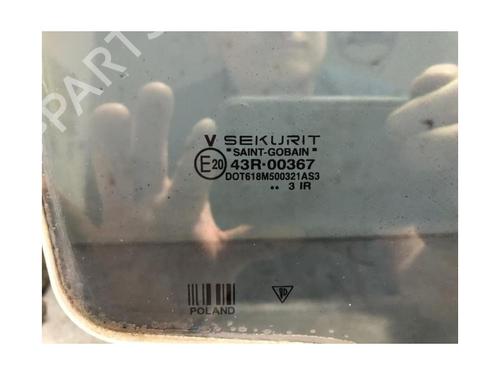 V SEKURIT
"SAINT-GOBAIN"
E20 43R-00367
DOT618M500321AS3
.. 3 IR
POLAND